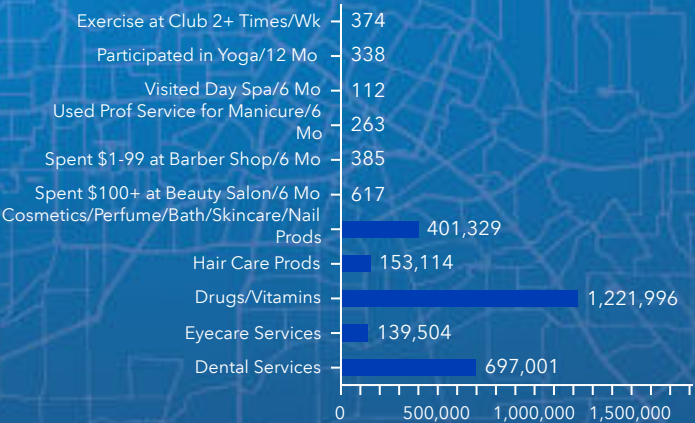 Exercise at Club 2+ Times/Wk 374
Participated in Yoga/12 Mo 338
Visited Day Spa/6 Mo 112
Used Prof Service for Manicure/6
Mo 263
Spent $1-99 at Barber Shop/6 Mo 385
Spent $100+ at Beauty Salon/6 Mo 617
Cosmetics/Perfume/Bath/Skincare/Nail
Prods 401,329
Hair Care Prods 153,114
Drugs/Vitamins 1,221,996
Eyecare Services 139,504
Dental Services 697,001
0 500,000 1,000,000 1,500,000